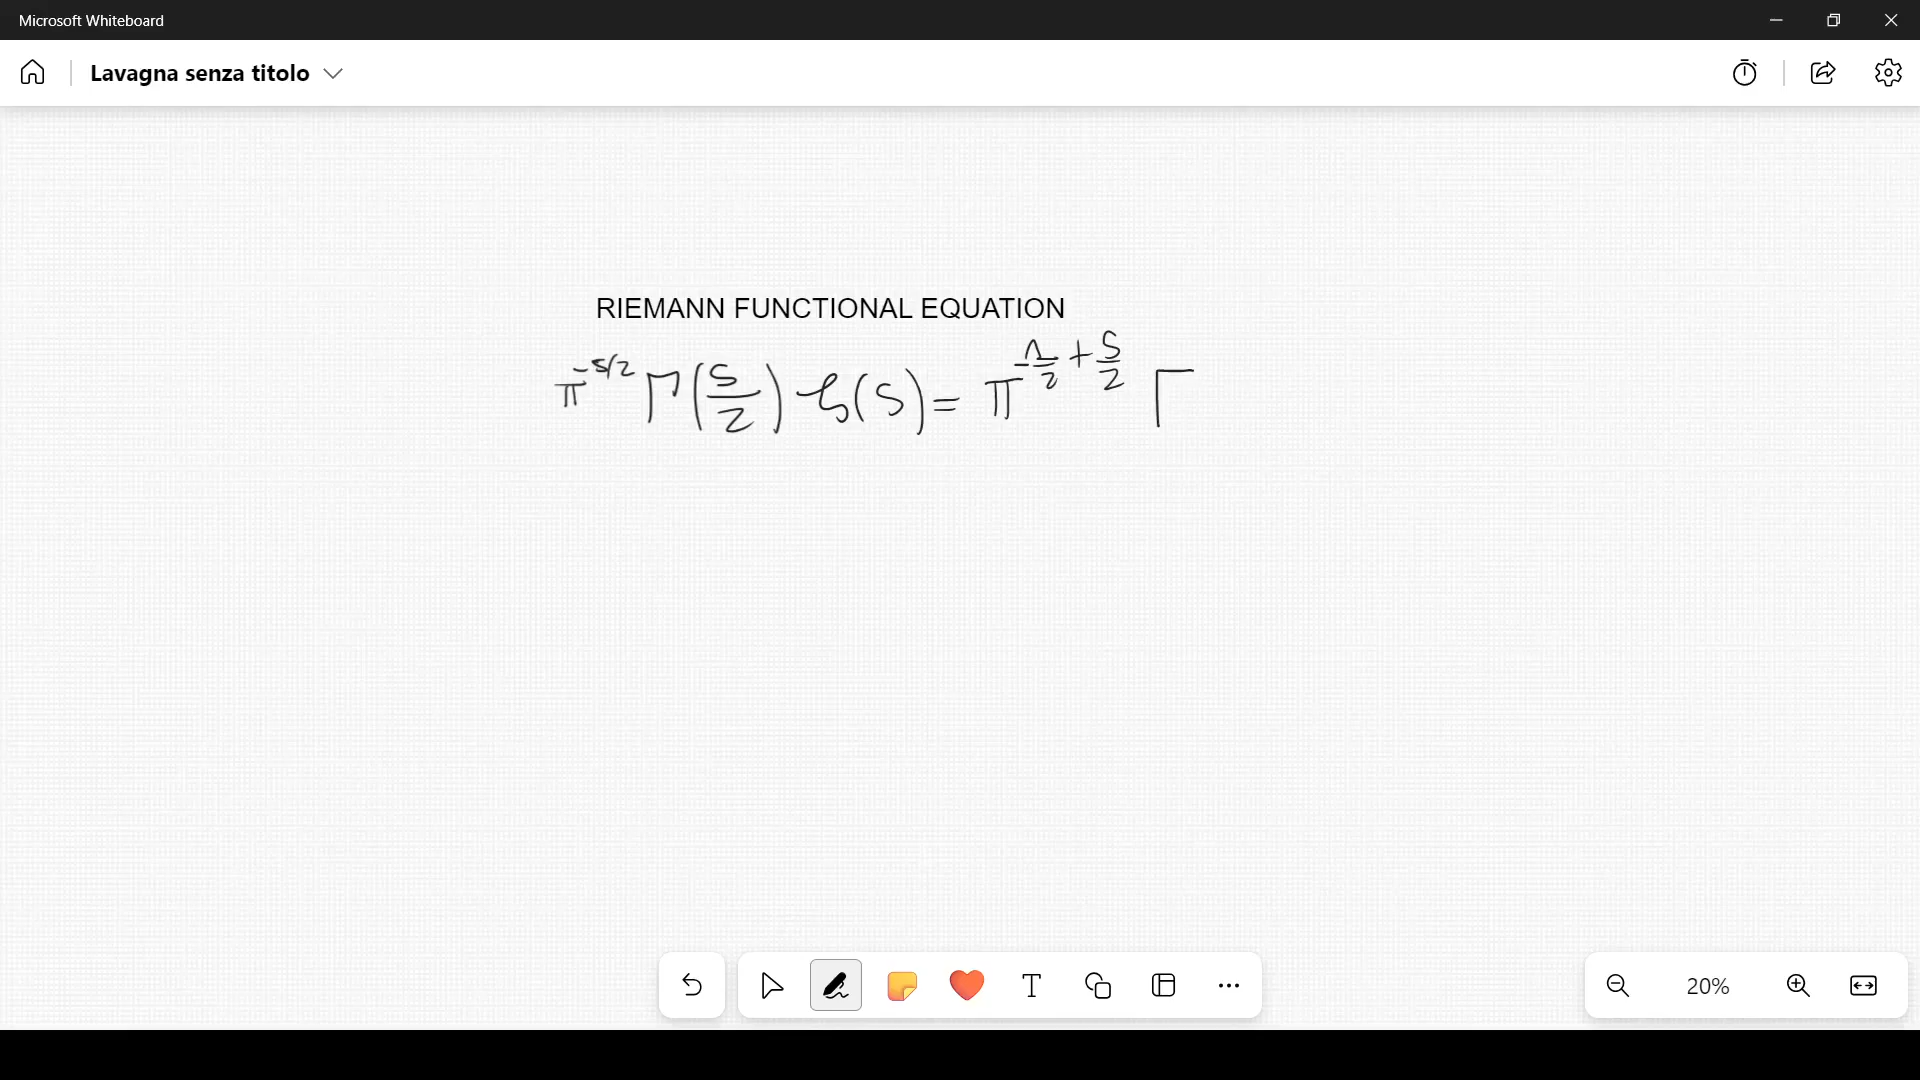 Microsoft Whiteboard
Lavagna senza titolo
RIEMANN FUNCTIONAL EQUATION
π^{-s/2} Γ(s/2) ζ(s) = π^{-1/2 + s/2} Γ
T
20%